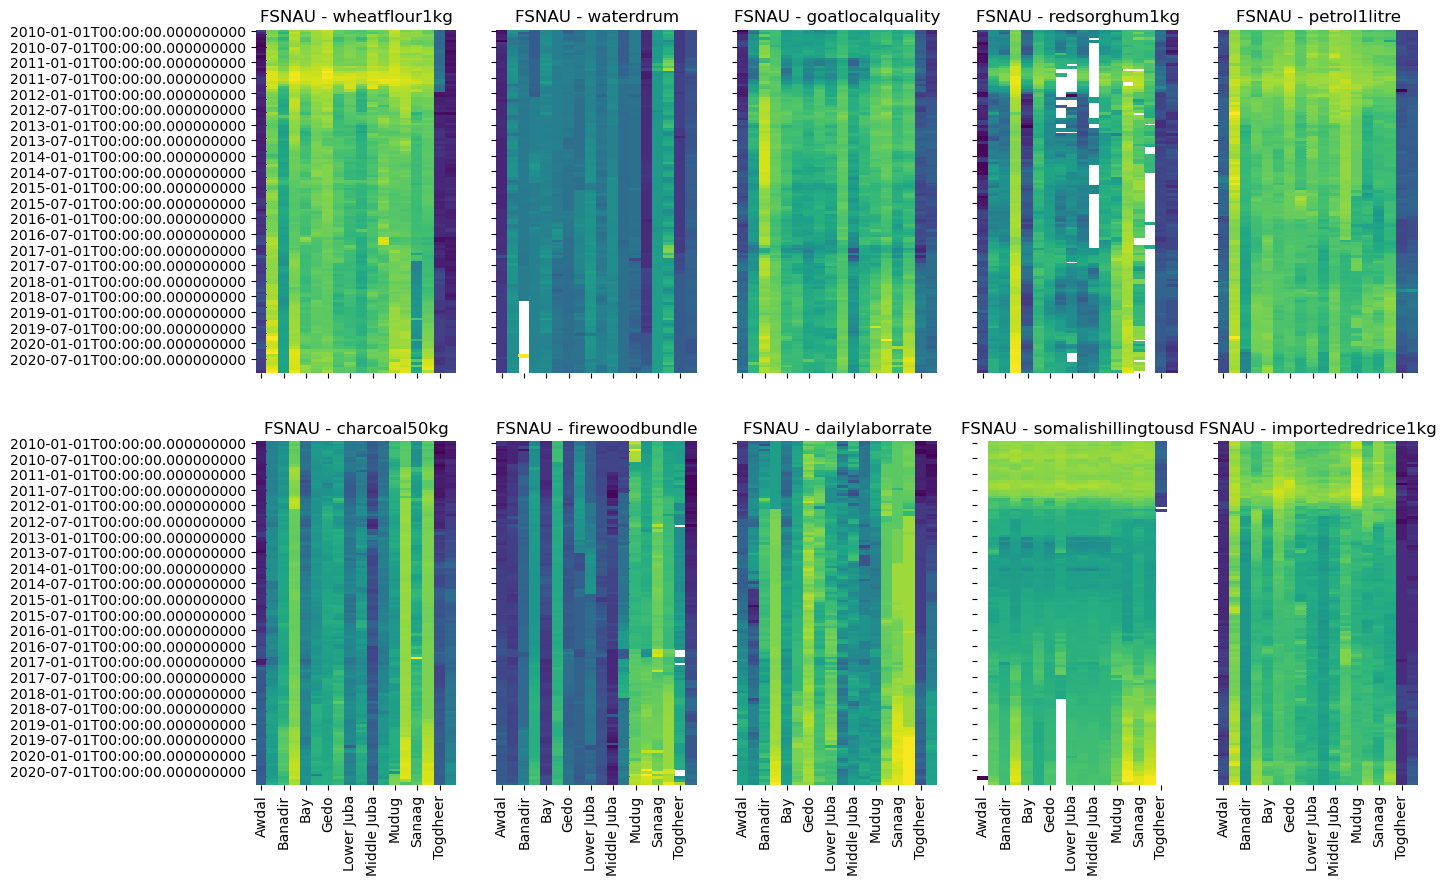 FSNAU - wheatflour1kg
FSNAU - waterdrum
FSNAU - goatlocalquality
FSNAU - redsorghum1kg
FSNAU - petrol1litre
2010-01-01T00:00:00.000000000
2010-07-01T00:00:00.000000000
2011-01-01T00:00:00.000000000
2011-07-01T00:00:00.000000000
2012-01-01T00:00:00.000000000
2012-07-01T00:00:00.000000000
2013-01-01T00:00:00.000000000
2013-07-01T00:00:00.000000000
2014-01-01T00:00:00.000000000
2014-07-01T00:00:00.000000000
2015-01-01T00:00:00.000000000
2015-07-01T00:00:00.000000000
2016-01-01T00:00:00.000000000
2016-07-01T00:00:00.000000000
2017-01-01T00:00:00.000000000
2017-07-01T00:00:00.000000000
2018-01-01T00:00:00.000000000
2018-07-01T00:00:00.000000000
2019-01-01T00:00:00.000000000
2019-07-01T00:00:00.000000000
2020-01-01T00:00:00.000000000
2020-07-01T00:00:00.000000000
FSNAU - charcoal50kg
FSNAU - firewoodbundle
FSNAU - dailylaborrate
FSNAU - somalishillingtousd
FSNAU - importedredrice1kg
2010-01-01T00:00:00.000000000
2010-07-01T00:00:00.000000000
2011-01-01T00:00:00.000000000
2011-07-01T00:00:00.000000000
2012-01-01T00:00:00.000000000
2012-07-01T00:00:00.000000000
2013-01-01T00:00:00.000000000
2013-07-01T00:00:00.000000000
2014-01-01T00:00:00.000000000
2014-07-01T00:00:00.000000000
2015-01-01T00:00:00.000000000
2015-07-01T00:00:00.000000000
2016-01-01T00:00:00.000000000
2016-07-01T00:00:00.000000000
2017-01-01T00:00:00.000000000
2017-07-01T00:00:00.000000000
2018-01-01T00:00:00.000000000
2018-07-01T00:00:00.000000000
2019-01-01T00:00:00.000000000
2019-07-01T00:00:00.000000000
2020-01-01T00:00:00.000000000
2020-07-01T00:00:00.000000000
Awdal
Banadir
Bay
Gedo
Lower Juba
Middle Juba
Mudug
Sanaag
Togdheer
Awdal
Banadir
Bay
Gedo
Lower Juba
Middle Juba
Mudug
Sanaag
Togdheer
Awdal
Banadir
Bay
Gedo
Lower Juba
Middle Juba
Mudug
Sanaag
Togdheer
Awdal
Banadir
Bay
Gedo
Lower Juba
Middle Juba
Mudug
Sanaag
Togdheer
Awdal
Banadir
Bay
Gedo
Lower Juba
Middle Juba
Mudug
Sanaag
Togdheer